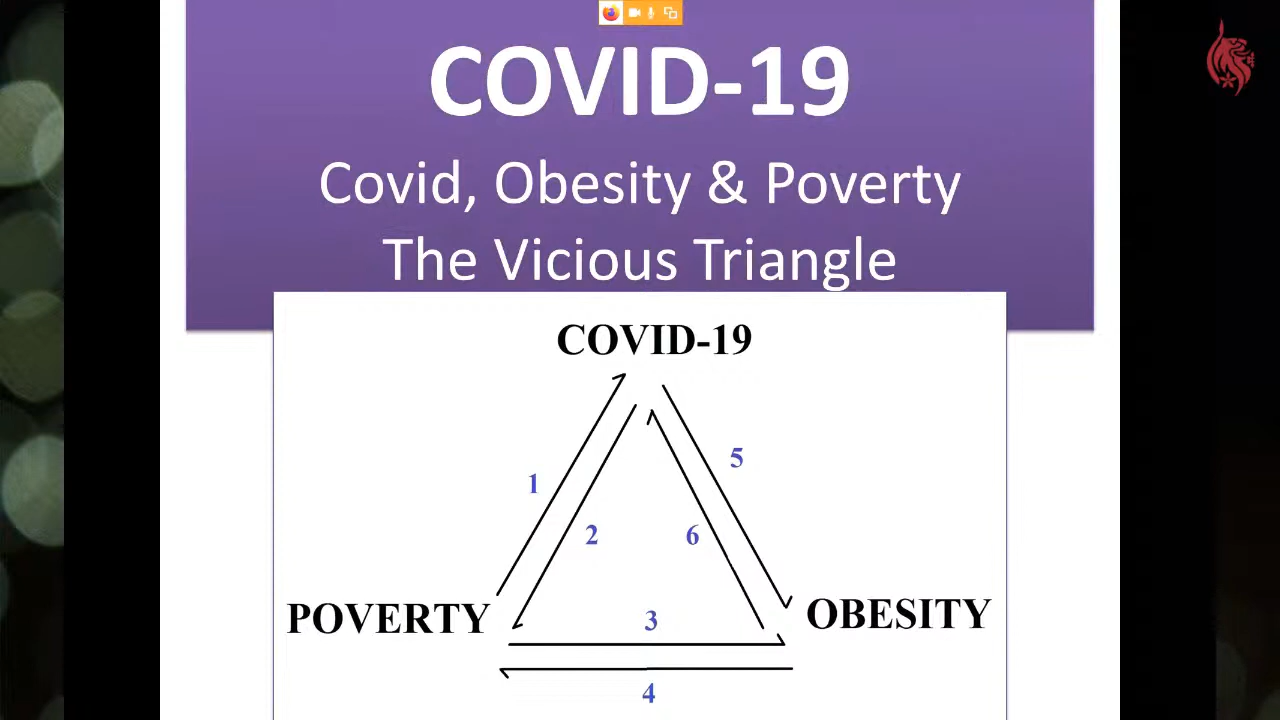 COVID-19
Covid, Obesity & Poverty
The Vicious Triangle
COVID-19
1
5
2
6
POVERTY
OBESITY
3
4